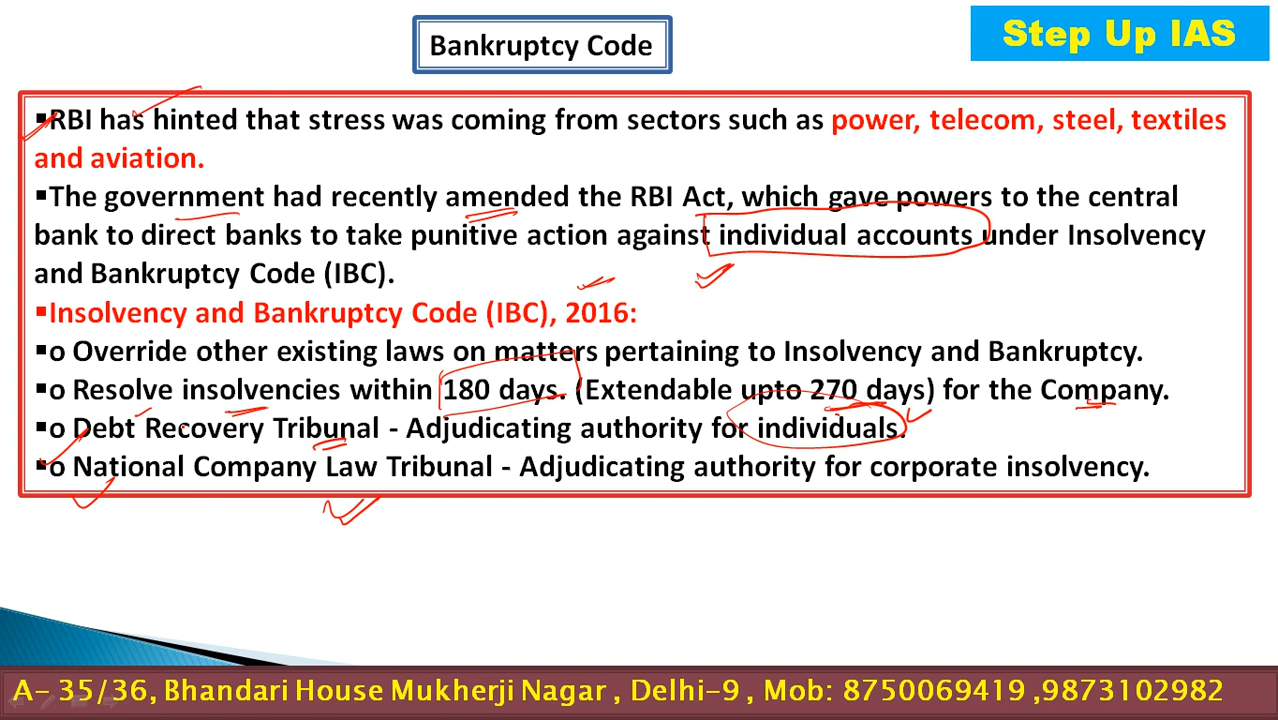 Bankruptcy Code
Step Up IAS
▪RBI has hinted that stress was coming from sectors such as power, telecom, steel, textiles
and aviation.
▪The government had recently amended the RBI Act, which gave powers to the central
bank to direct banks to take punitive action against individual accounts under Insolvency
and Bankruptcy Code (IBC).
▪Insolvency and Bankruptcy Code (IBC), 2016:
▪o Override other existing laws on matters pertaining to Insolvency and Bankruptcy.
▪o Resolve insolvencies within 180 days. (Extendable upto 270 days) for the Company.
▪o Debt Recovery Tribunal - Adjudicating authority for individuals.
▪o National Company Law Tribunal - Adjudicating authority for corporate insolvency.
A- 35/36, Bhandari House Mukherji Nagar , Delhi-9 , Mob: 8750069419 ,9873102982